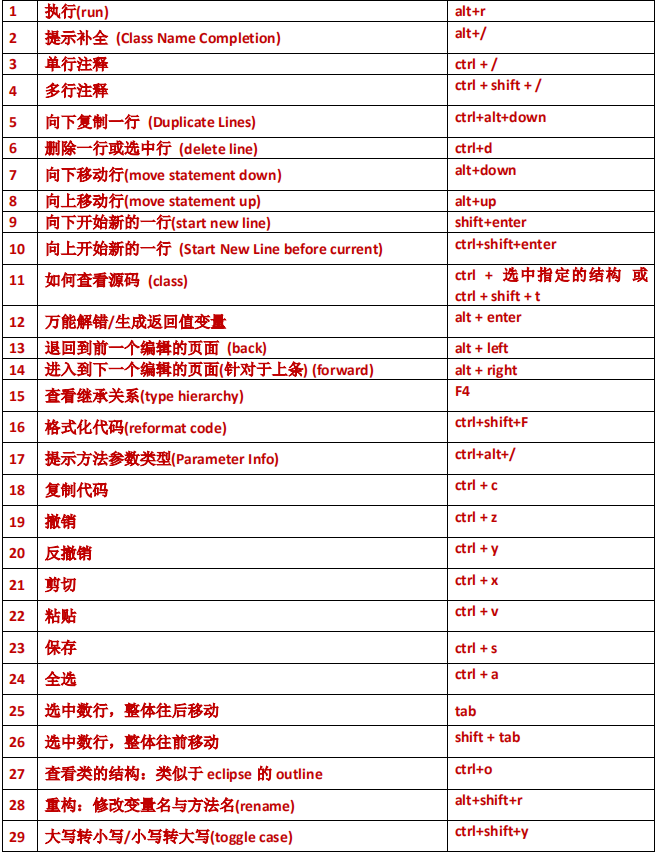 1 执行(run) alt+r
2 提示补全 (Class Name Completion) alt+/
3 单行注释 ctrl + /
4 多行注释 ctrl + shift + /
5 向下复制一行 (Duplicate Lines) ctrl+alt+down
6 删除一行或选中行 (delete line) ctrl+d
7 向下移动行(move statement down) alt+down
8 向上移动行(move statement up) alt+up
9 向下开始新的一行(start new line) shift+enter
10 向上开始新的一行 (Start New Line before current) ctrl+shift+enter
11 如何查看源码 (class) ctrl + 选中指定的结构 或
ctrl + shift + t
12 万能解错/生成返回值变量 alt + enter
13 退回到前一个编辑的页面 (back) alt + left
14 进入到下一个编辑的页面(针对于上条) (forward) alt + right
15 查看继承关系(type hierarchy) F4
16 格式化代码(reformat code) ctrl+shift+F
17 提示方法参数类型(Parameter Info) ctrl+alt+/
18 复制代码 ctrl + c
19 撤销 ctrl + z
20 反撤销 ctrl + y
21 剪切 ctrl + x
22 粘贴 ctrl + v
23 保存 ctrl + s
24 全选 ctrl + a
25 选中数行，整体往后移动 tab
26 选中数行，整体往前移动 shift + tab
27 查看类的结构：类似于 eclipse 的 outline ctrl+o
28 重构：修改变量名与方法名(rename) alt+shift+r
29 大写转小写/小写转大写(toggle case) ctrl+shift+y